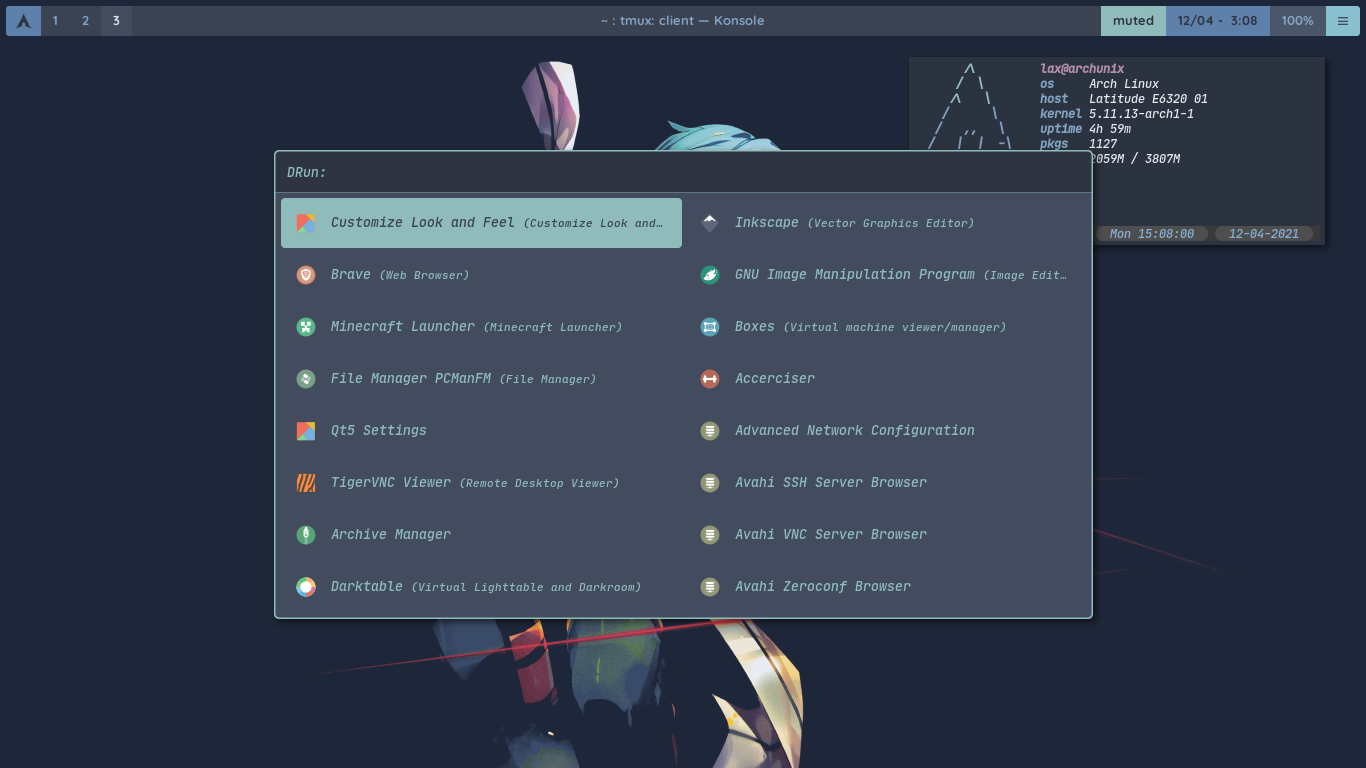 1 2 3 ~ : tmux: client — Konsole muted 12/04 - 3:08 100%
lax@archunix
os Arch Linux
host Latitude E6320 01
kernel 5.11.13-arch1-1
uptime 4h 59m
pkgs 1127
2059M / 3807M
Mon 15:08:00 12-04-2021
DRun:
Customize Look and Feel (Customize Look and…
Brave (Web Browser)
Minecraft Launcher (Minecraft Launcher)
File Manager PCManFM (File Manager)
Qt5 Settings
TigerVNC Viewer (Remote Desktop Viewer)
Archive Manager
Darktable (Virtual Lighttable and Darkroom)
Inkscape (Vector Graphics Editor)
GNU Image Manipulation Program (Image Edit…
Boxes (Virtual machine viewer/manager)
Accerciser
Advanced Network Configuration
Avahi SSH Server Browser
Avahi VNC Server Browser
Avahi Zeroconf Browser